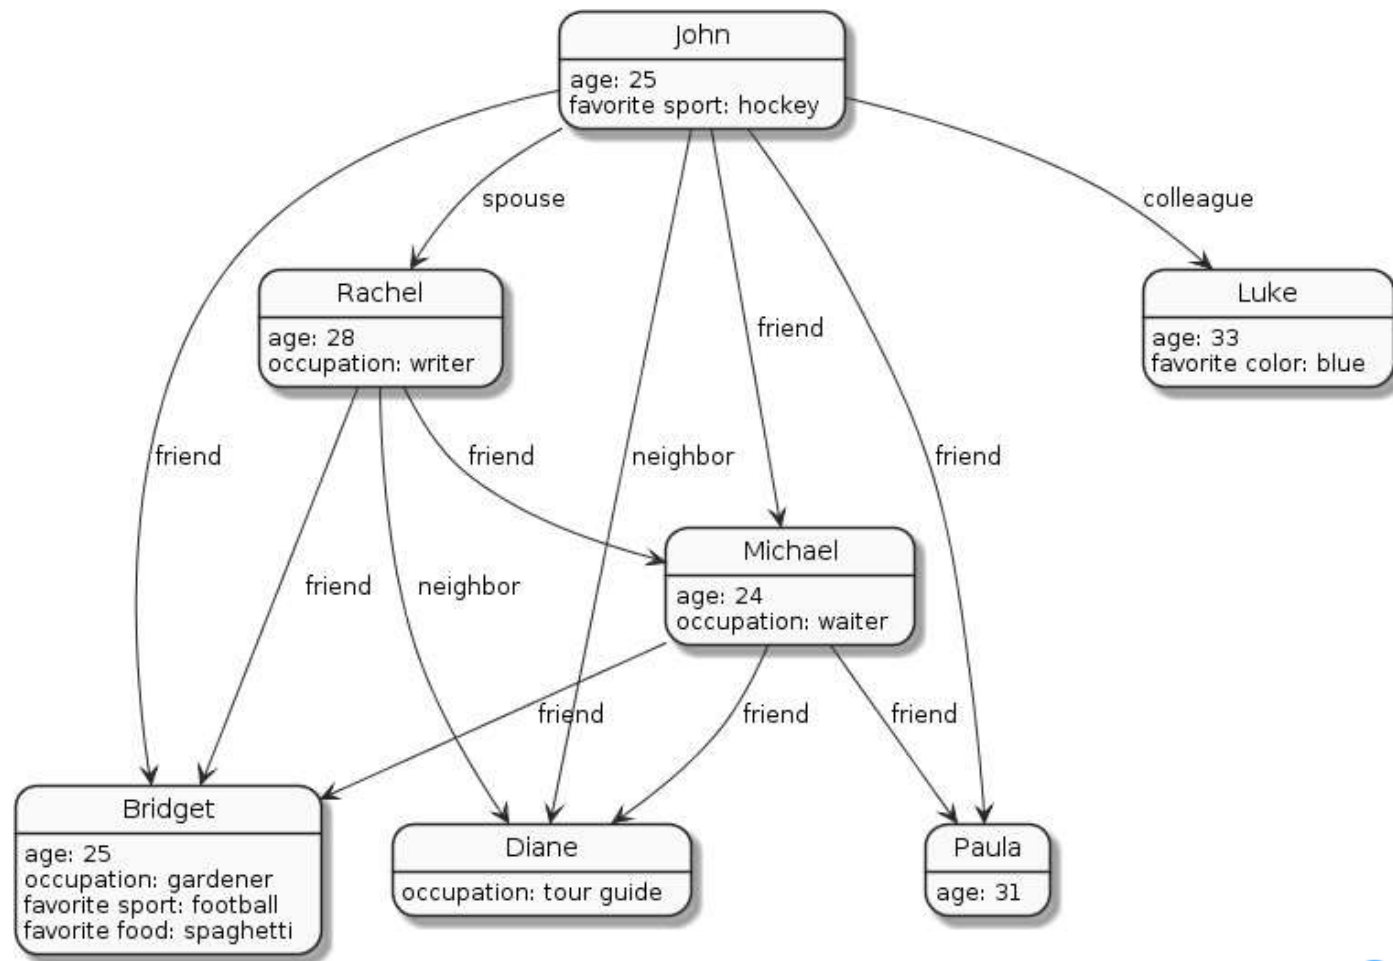 John
age: 25
favorite sport: hockey
spouse
colleague
Rachel
age: 28
occupation: writer
friend
Luke
age: 33
favorite color: blue
friend
friend
neighbor
friend
Michael
age: 24
occupation: waiter
friend
neighbor
friend
friend
friend
Bridget
age: 25
occupation: gardener
favorite sport: football
favorite food: spaghetti
Diane
occupation: tour guide
Paula
age: 31